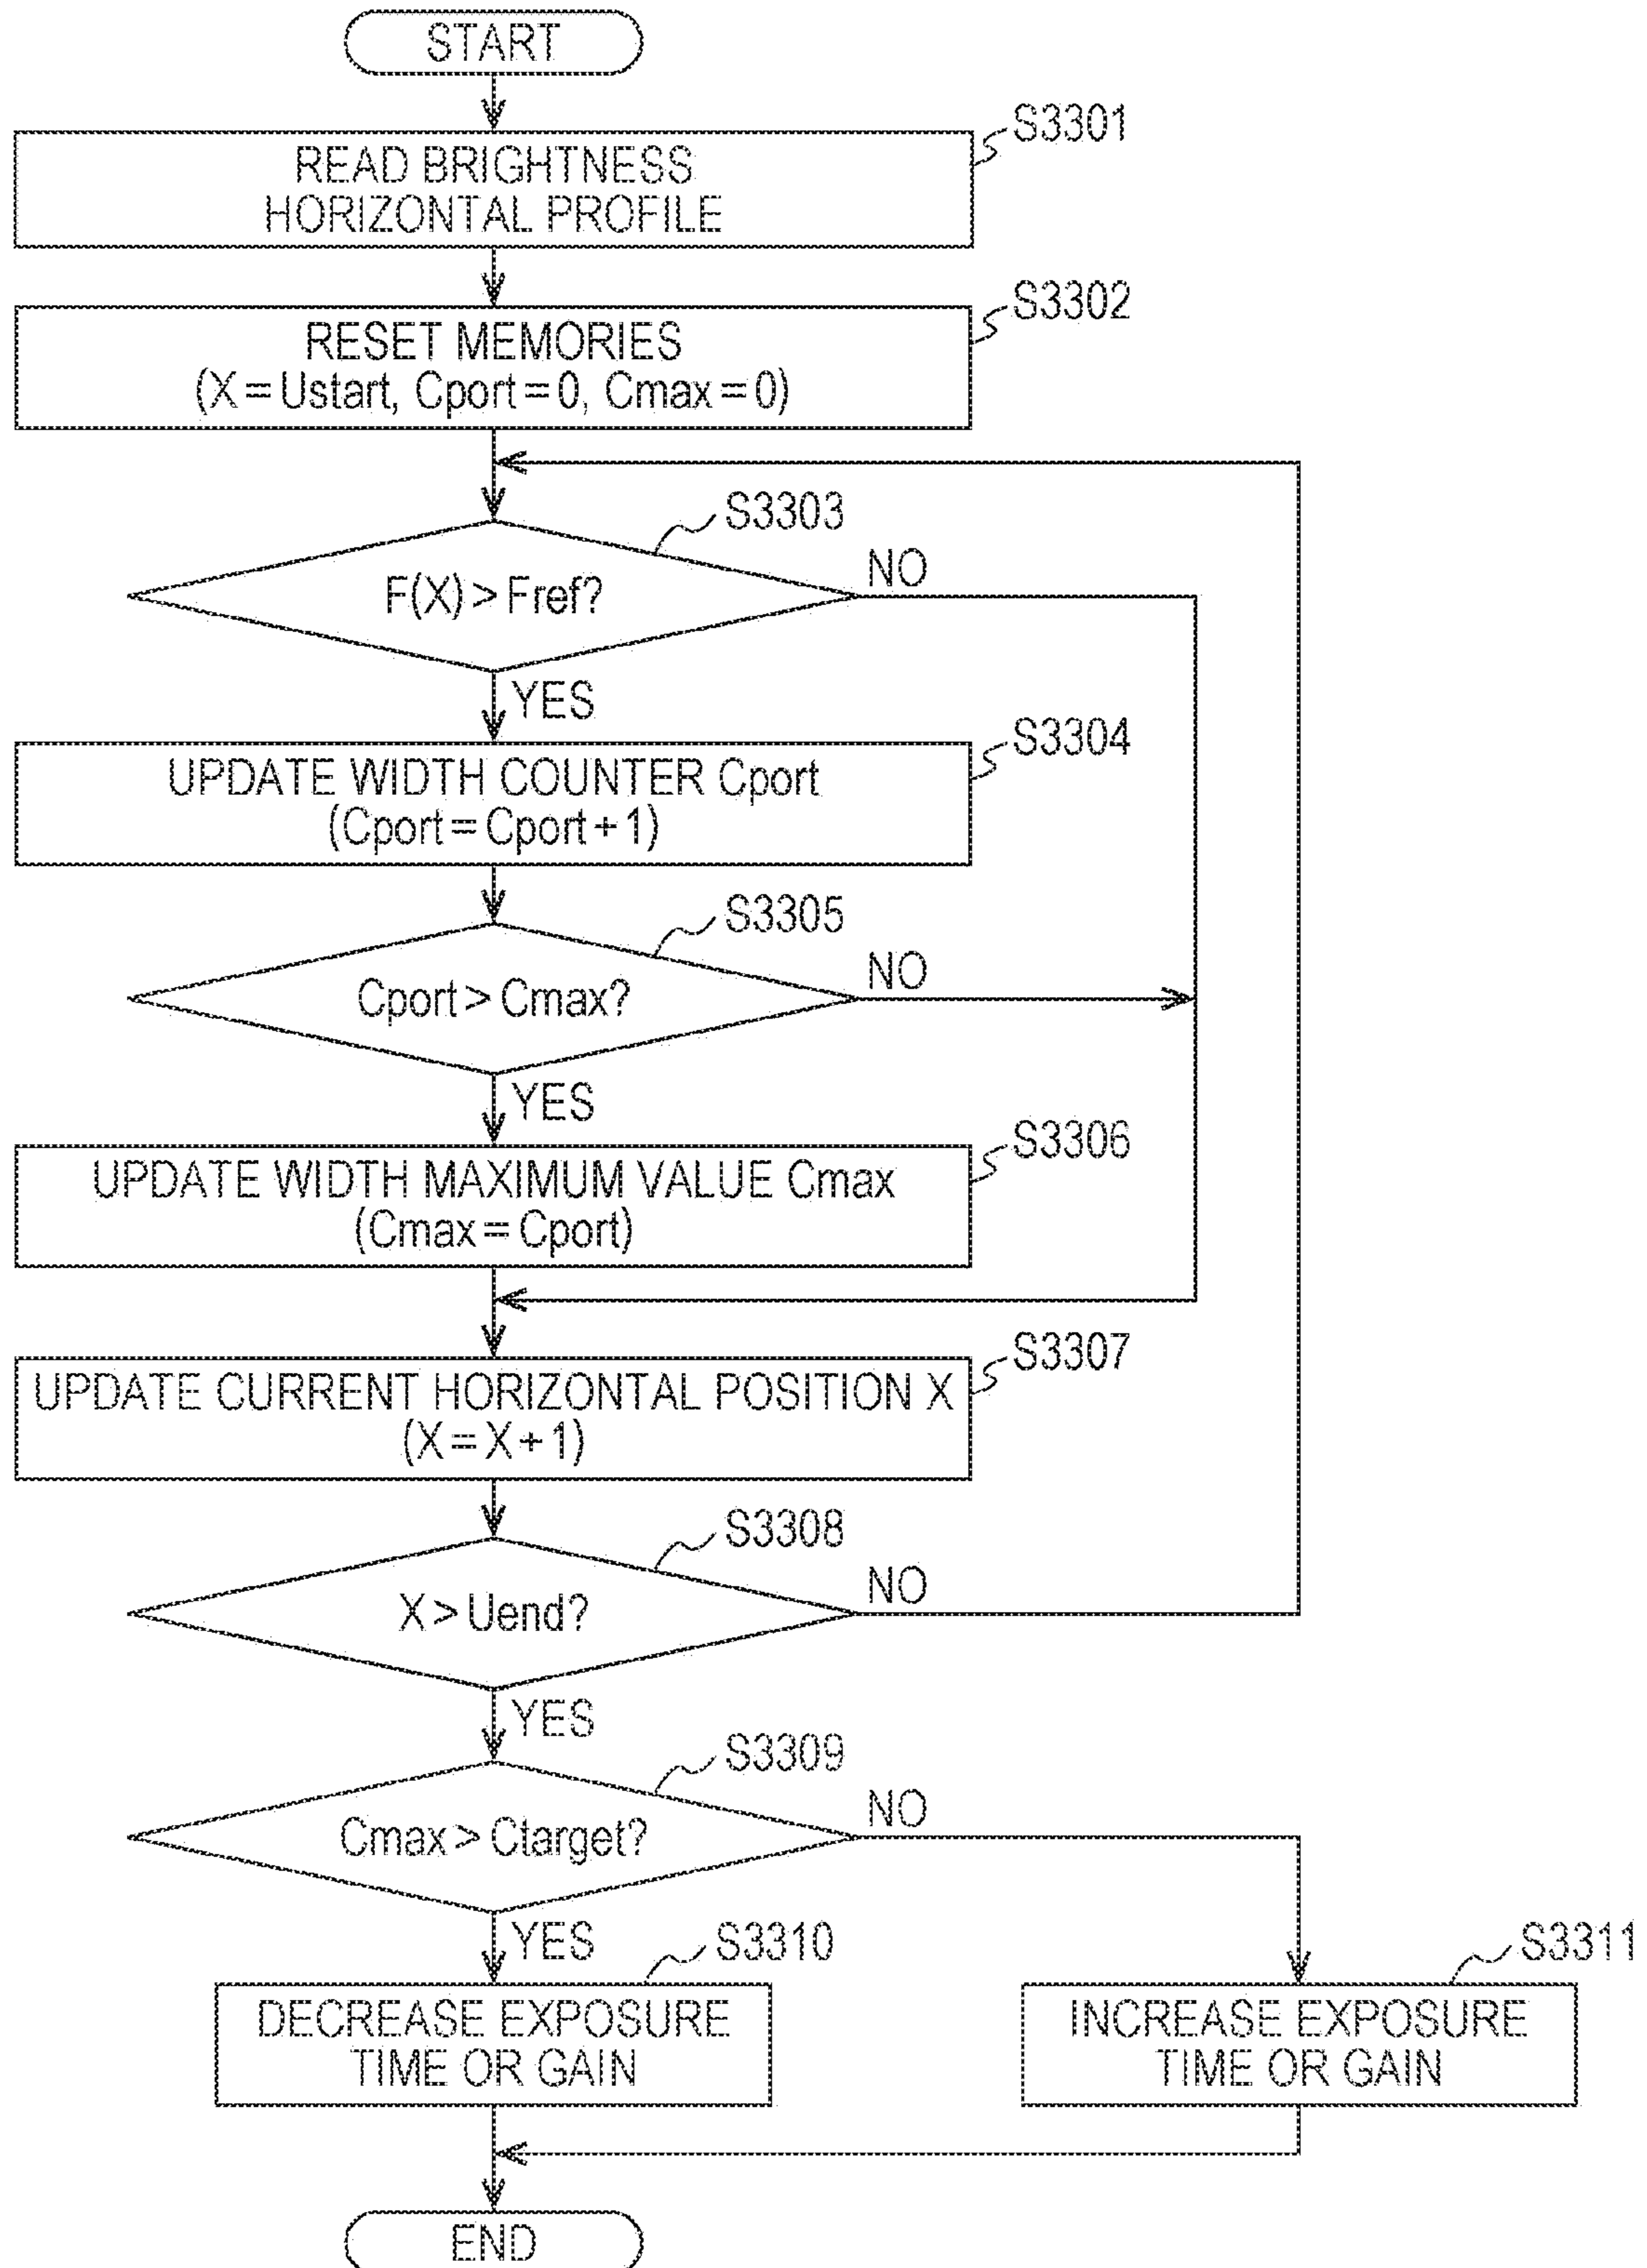 START
S3301
READ BRIGHTNESS
HORIZONTAL PROFILE
S3302
RESET MEMORIES
(X = Ustart, Cport = 0, Cmax = 0)
S3303
F(X) > Fref?
NO
YES
S3304
UPDATE WIDTH COUNTER Cport
(Cport = Cport + 1)
S3305
Cport > Cmax?
NO
YES
S3306
UPDATE WIDTH MAXIMUM VALUE Cmax
(Cmax = Cport)
S3307
UPDATE CURRENT HORIZONTAL POSITION X
(X = X + 1)
S3308
X > Uend?
NO
YES
S3309
Cmax > Ctarget?
NO
YES
S3310
DECREASE EXPOSURE
TIME OR GAIN
S3311
INCREASE EXPOSURE
TIME OR GAIN
END